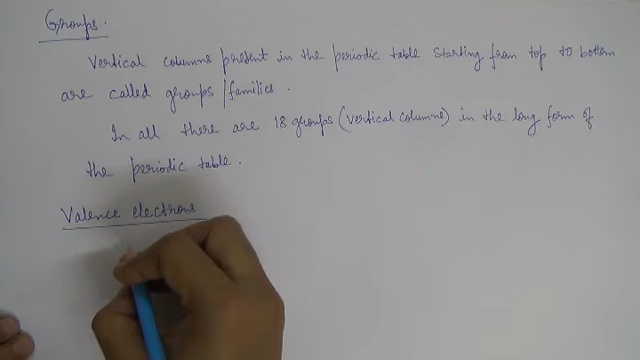 Groups.
Vertical columns present in the periodic table starting from top to bottom
are called groups/families.
In all there are 18 groups (vertical columns) in the long form of
the periodic table.
Valence electrons